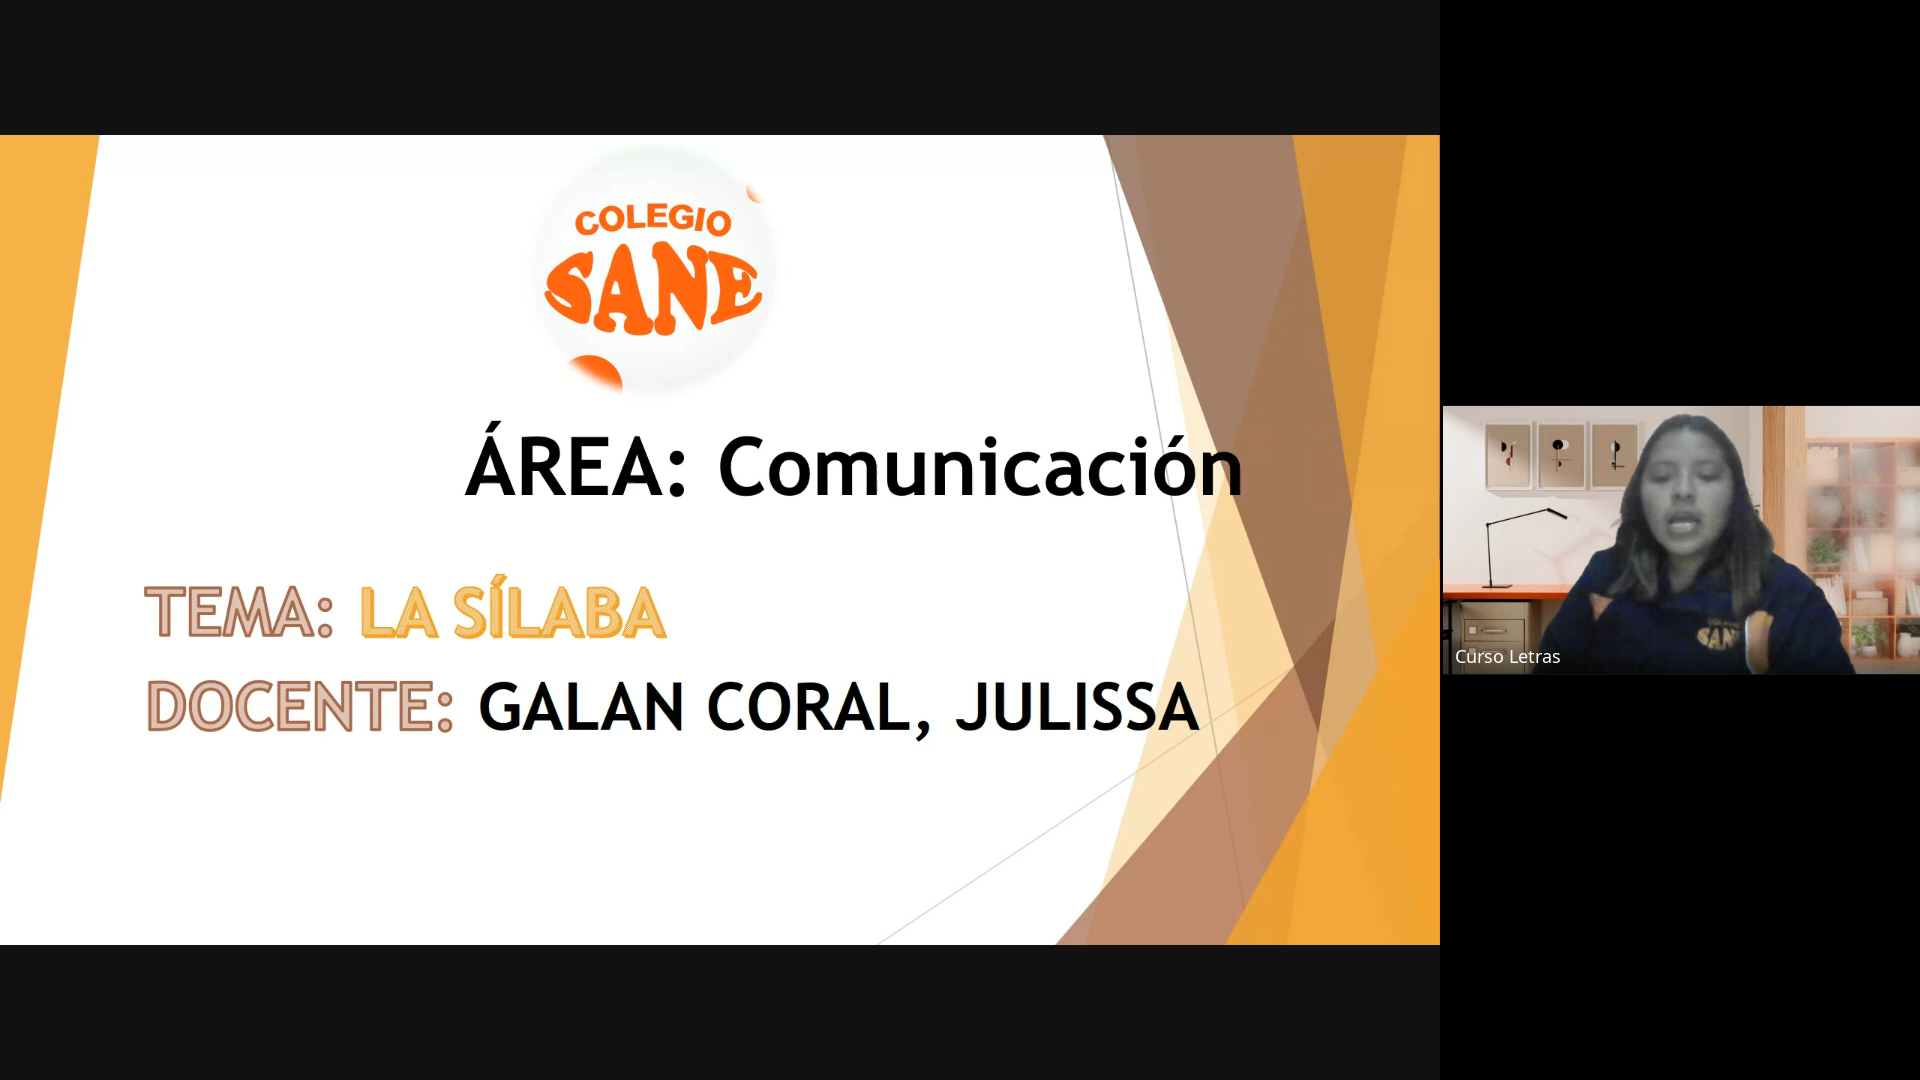 COLEGIO
SANE
ÁREA: Comunicación
TEMA: LA SÍLABA
DOCENTE: GALAN CORAL, JULISSA
Curso Letras